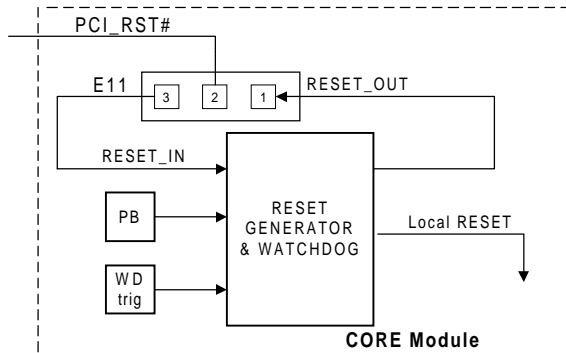 PCI_RST#
E11
3
2
1
RESET_OUT
RESET_IN
PB
RESET
GENERATOR
& WATCHDOG
Local RESET
WD
trig
CORE Module